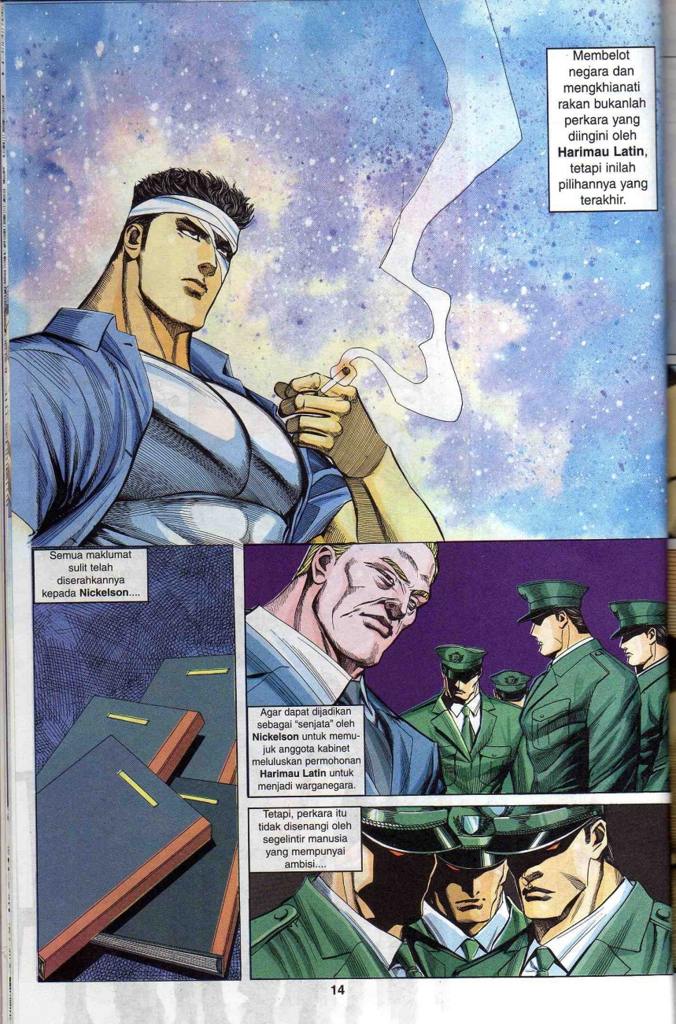 Membelot
negara dan
mengkhianati
rakan bukanlah
perkara yang
diingini oleh
Harimau Latin,
tetapi inilah
pilihannya yang
terakhir.
Semua maklumat
sulit telah
diserahkannya
kepada Nickelson....
Agar dapat dijadikan
sebagai "senjata" oleh
Nickelson untuk memu-
juk anggota kabinet
meluluskan permohonan
Harimau Latin untuk
menjadi warganegara.
Tetapi, perkara itu
tidak disenangi oleh
segelintir manusia
yang mempunyai
ambisi....
14